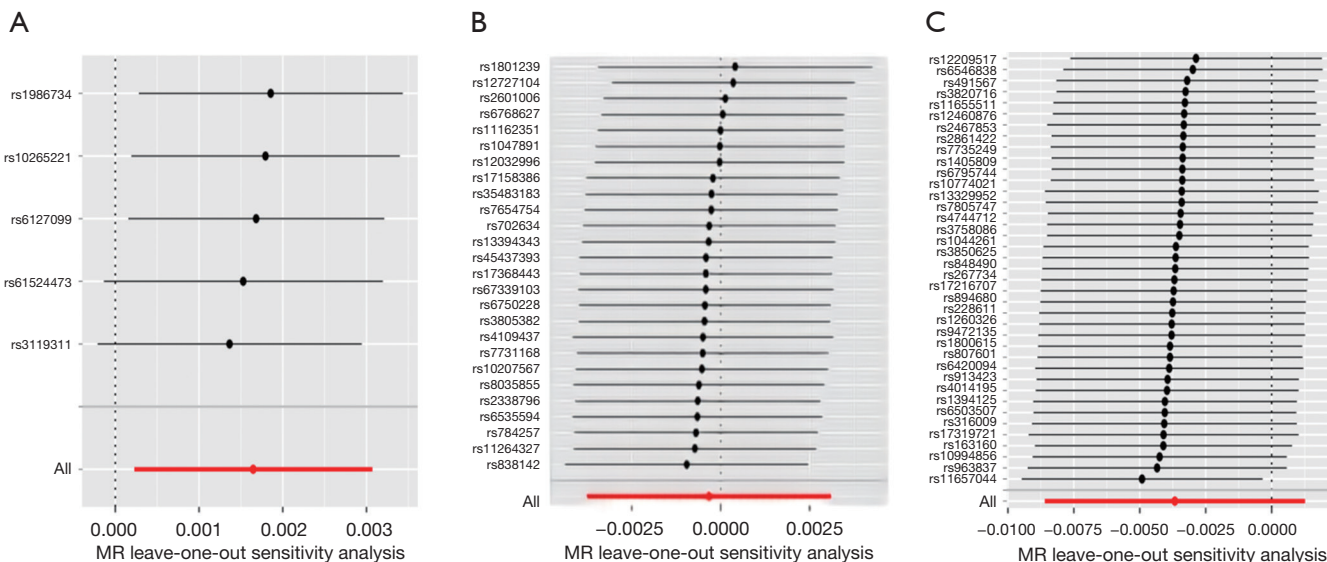 A
rs1986734
rs10265221
rs6127099
rs61524473
rs3119311
All
0.000 0.001 0.002 0.003
MR leave−one−out sensitivity analysis
B
rs1801239
rs12727104
rs2601006
rs6768627
rs11162351
rs1047891
rs12032996
rs17158386
rs35483183
rs7654754
rs702634
rs13394343
rs45437393
rs17368443
rs67339103
rs6750228
rs3805382
rs4109437
rs7731168
rs10207567
rs8035855
rs2338796
rs6535594
rs784257
rs11264327
rs838142
All
−0.0025 0.0000 0.0025
MR leave−one−out sensitivity analysis
C
rs12209517
rs6546838
rs491567
rs3820716
rs11655511
rs12460876
rs2467853
rs2861422
rs7735249
rs1405809
rs6795744
rs10774021
rs13329952
rs7805747
rs4744712
rs3758086
rs1044261
rs3850625
rs848490
rs267734
rs17216707
rs894680
rs228611
rs1260326
rs9472135
rs1800615
rs807601
rs6420094
rs913423
rs4014195
rs1394125
rs6503507
rs316009
rs17319721
rs163160
rs10994856
rs963837
rs11657044
All
−0.0100 −0.0075 −0.0050 −0.0025 0.0000
MR leave−one−out sensitivity analysis